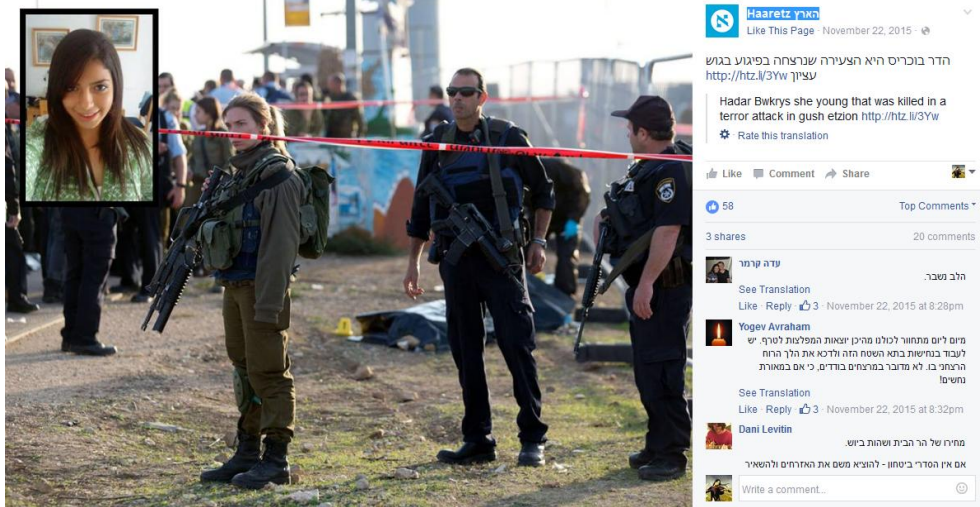 Haaretz הארץ
Like This Page · November 22, 2015 ·
הדר בוכריס היא הצעירה שנרצחה בפיגוע בגוש
עציון http://htz.li/3Yw
Hadar Bwkrys she young that was killed in a
terror attack in gush etzion http://htz.li/3Yw
· Rate this translation
Like Comment Share
58 Top Comments
3 shares 20 comments
עדה קרמר
הלב נשבר.
See Translation
Like · Reply · 3 · November 22, 2015 at 8:28pm
Yogev Avraham
מיום ליום מתחוור לכולנו מהיכן יוצאות המפלצות לטרף. יש
לעבוד בנחישות בתא השטח הזה ולדכא את הלך הרוח
הרצחני בו. לא מדובר במרצחים בודדים, כי אם במאורת
נחשים!
See Translation
Like · Reply · 3 · November 22, 2015 at 8:32pm
Dani Levitin
מחירו של הר הבית ושהות ביוש.
אם אין הסדרי ביטחון - להוציא משם את האזרחים ולהשאיר
Write a comment...